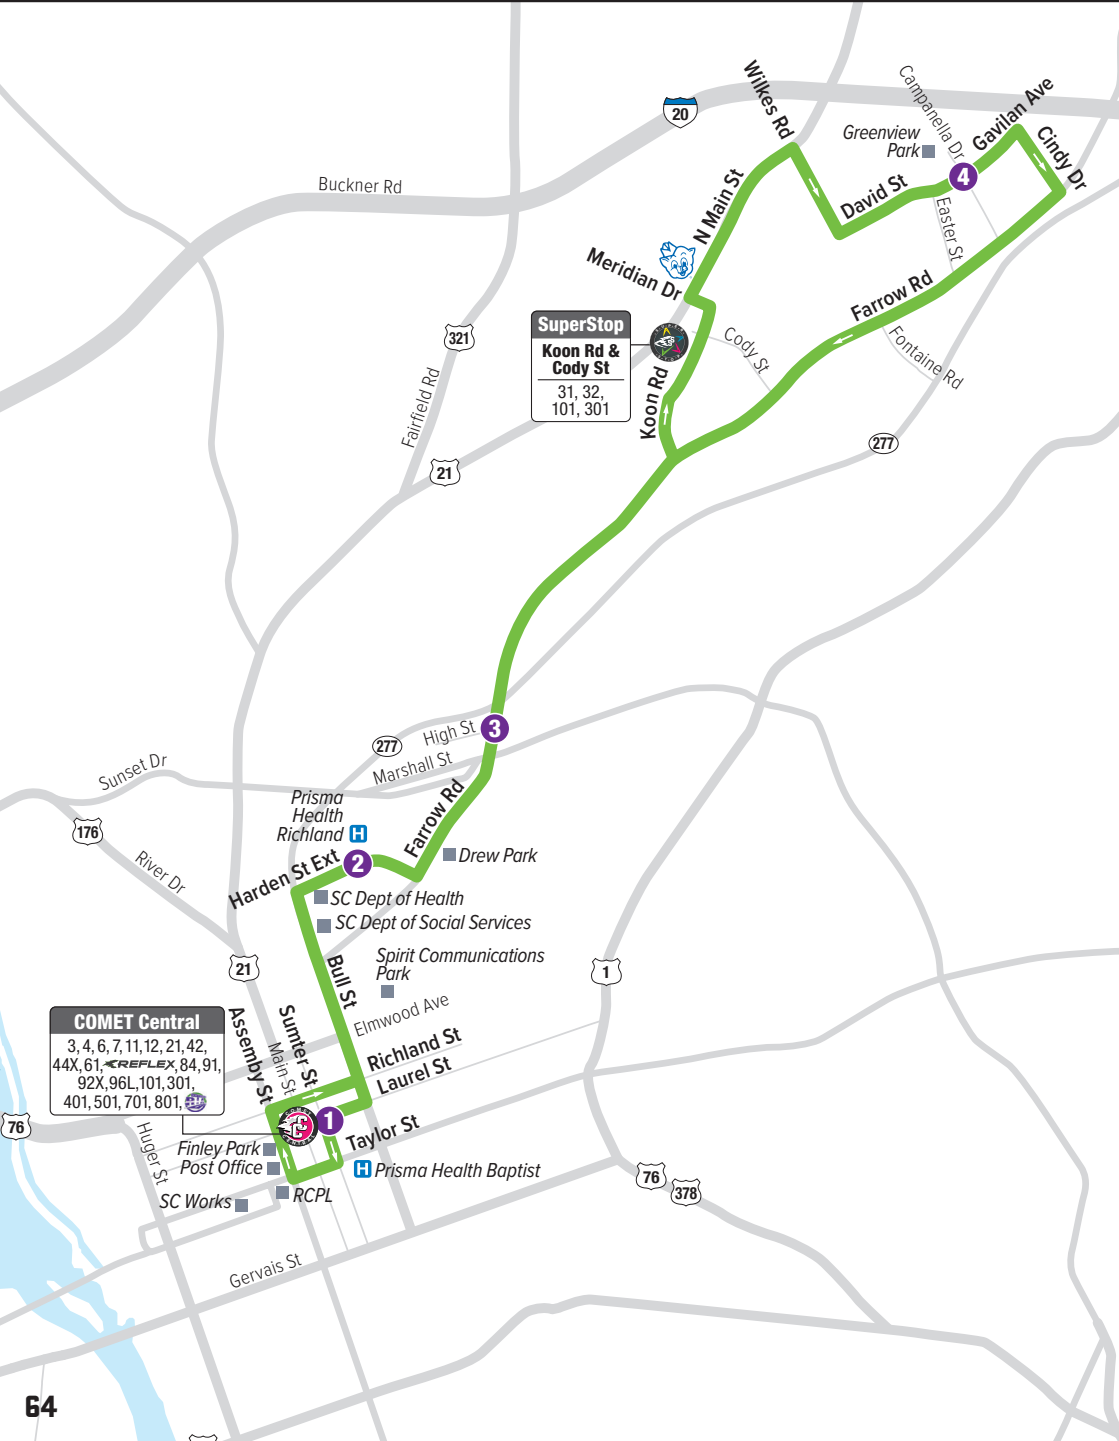 Wilkes Rd
Campanella Dr
Gavilan Ave
20
Greenview
Park
Cindy Dr
4
Buckner Rd
N Main St
David St
Easter St
Meridian Dr
Farrow Rd
SuperStop
Koon Rd &
Cody St
31, 32,
101, 301
321
Cody St
Fontaine Rd
Fairfield Rd
Koon Rd
277
21
High St
3
277
Marshall St
Sunset Dr
Prisma
Health
Richland H
Farrow Rd
176
River Dr
2
Drew Park
Harden St Ext
SC Dept of Health
SC Dept of Social Services
21
Bull St
Spirit Communications
Park
1
Elmwood Ave
COMET Central
3, 4, 6, 7, 11, 12, 21, 42,
44X, 61, REFLEX, 84, 91,
92X, 96L, 101, 301,
401, 501, 701, 801,
Assemby St
Sumter St
Main St
Richland St
Laurel St
76
1
Taylor St
Huger St
Finley Park
Post Office
H Prisma Health Baptist
SC Works
RCPL
76
378
Gervais St
64